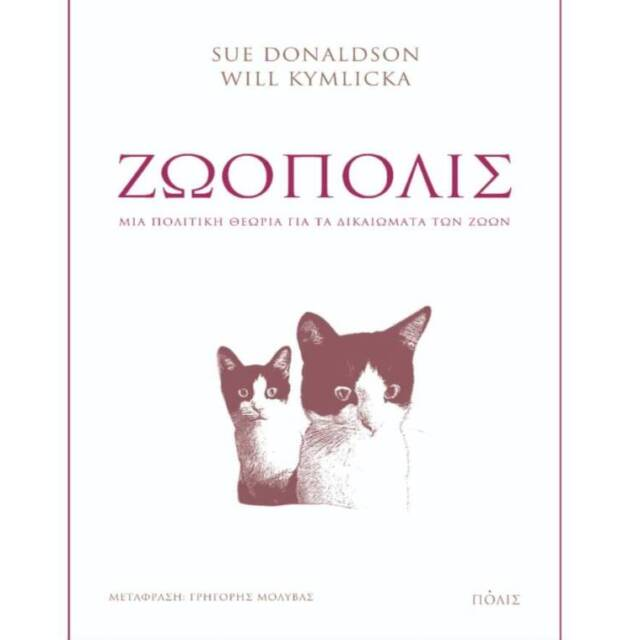 SUE DONALDSON
WILL KYMLICKA
ΖΩΟΠΟΛΙΣ
ΜΙΑ ΠΟΛΙΤΙΚΗ ΘΕΩΡΙΑ ΓΙΑ ΤΑ ΔΙΚΑΙΩΜΑΤΑ ΤΩΝ ΖΩΩΝ
ΜΕΤΑΦΡΑΣΗ: ΓΡΗΓΟΡΗΣ ΜΟΛΥΒΑΣ
ΠΟΛΙΣ